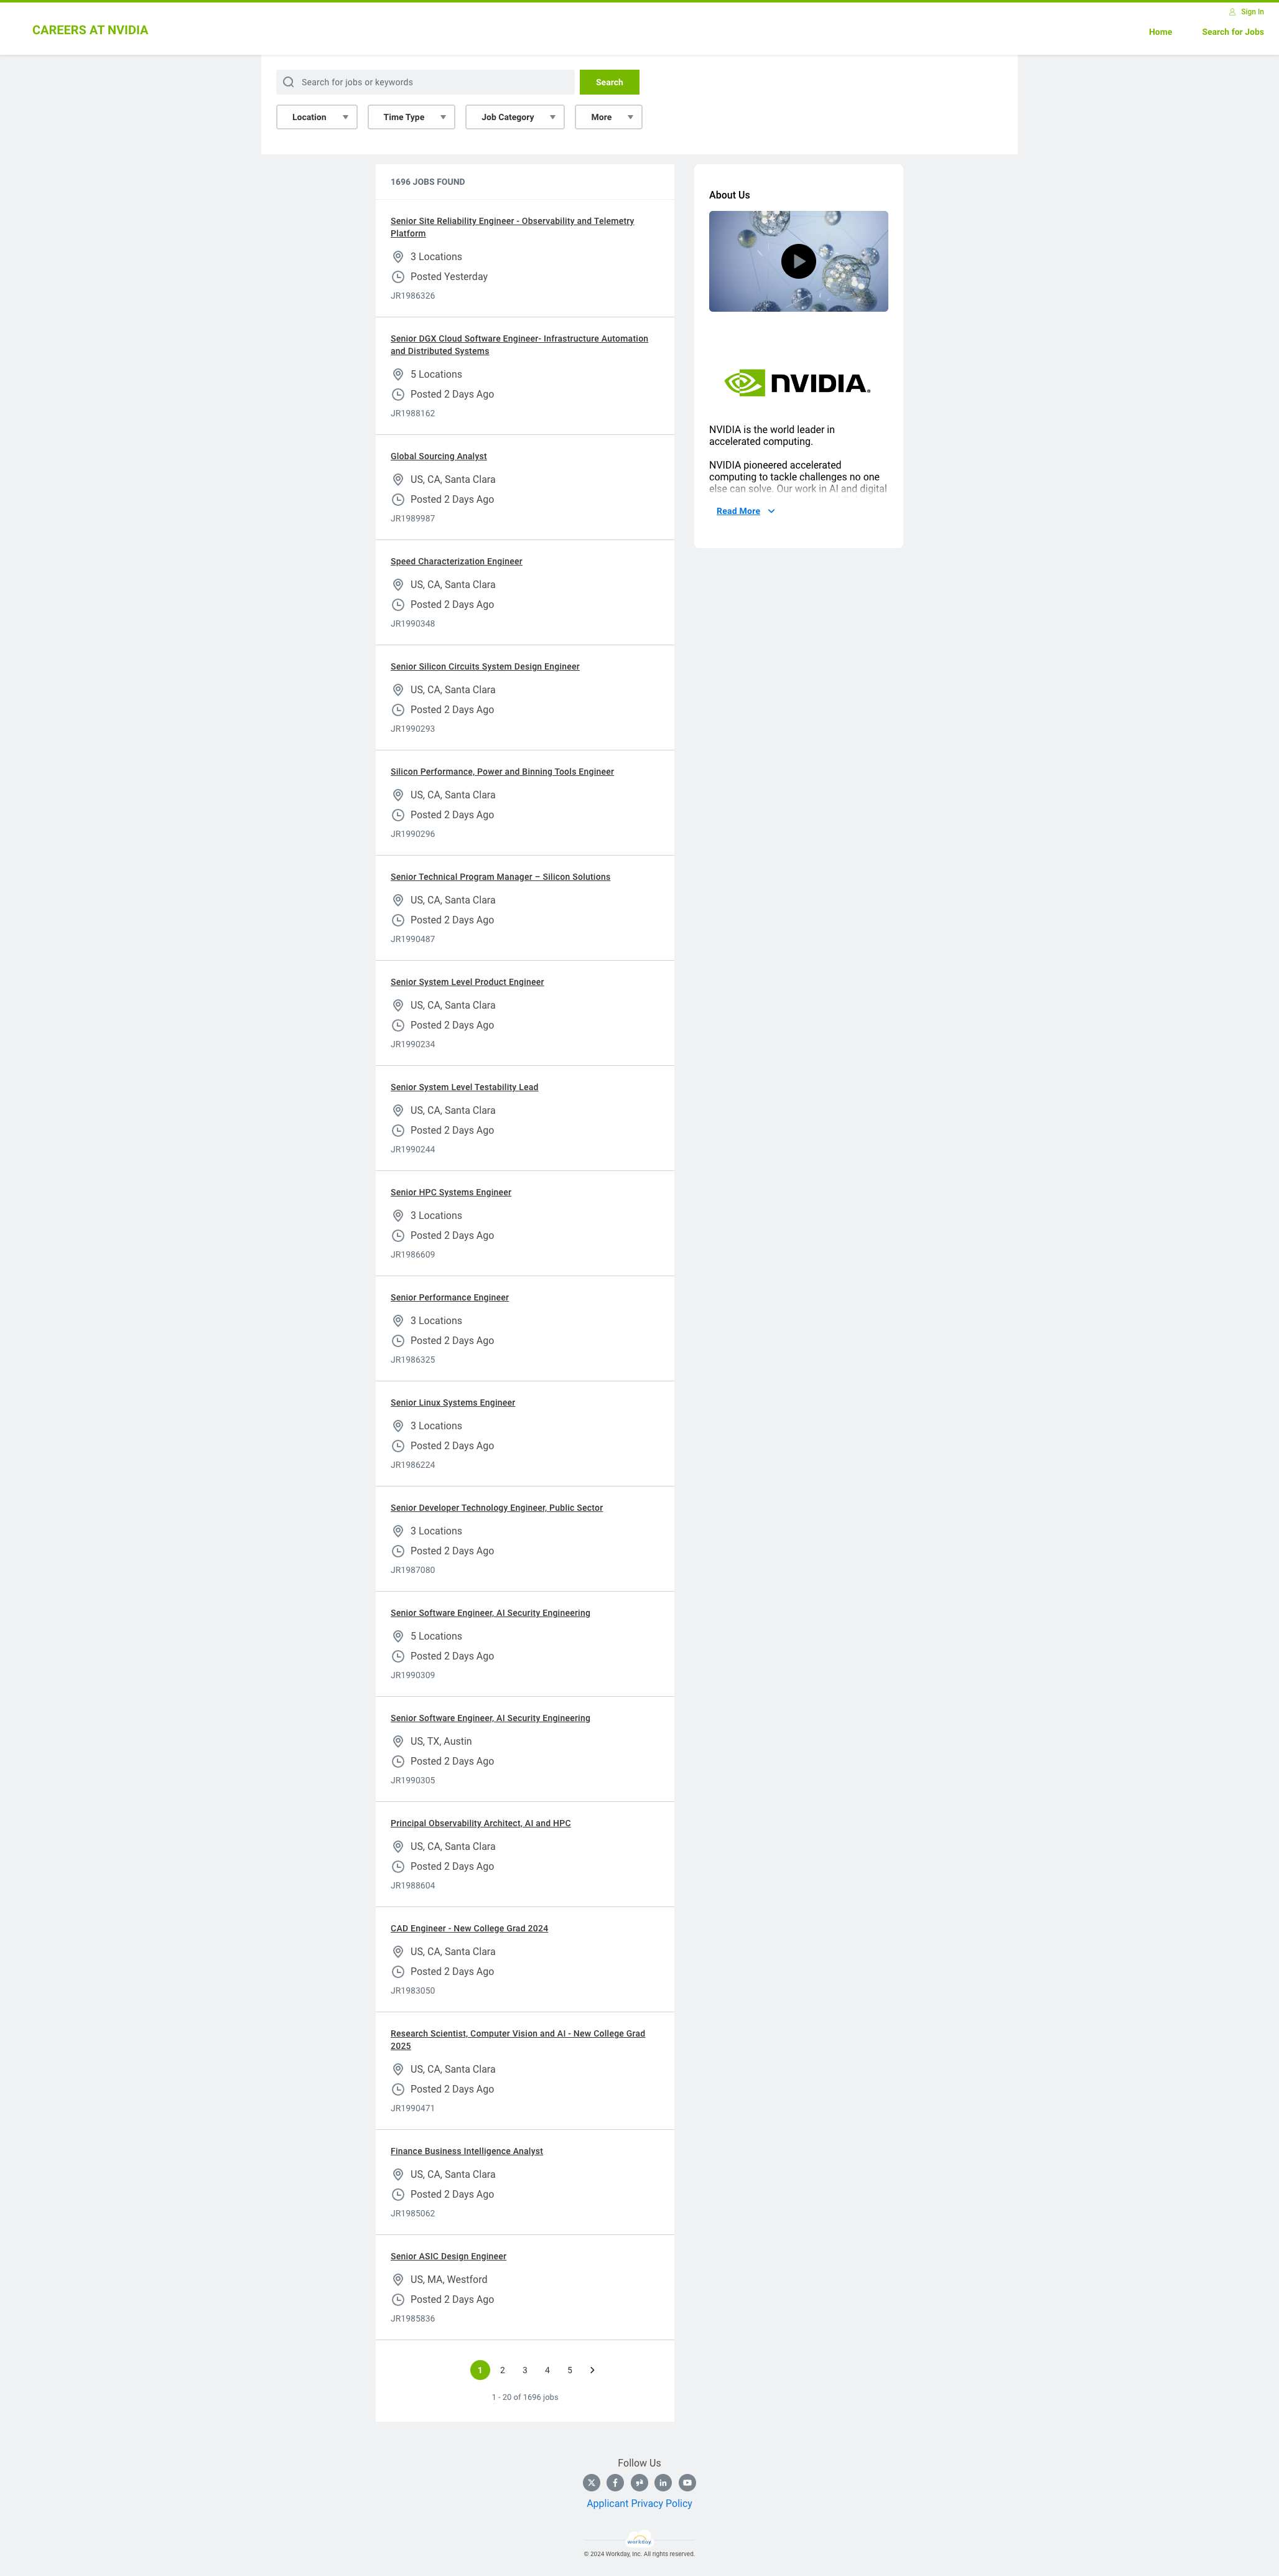 Sign In
CAREERS AT NVIDIA
Home
Search for Jobs
Search for jobs or keywords
Search
Location
Time Type
Job Category
More
1696 JOBS FOUND
Senior Site Reliability Engineer - Observability and Telemetry
Platform
3 Locations
Posted Yesterday
JR1986326
Senior DGX Cloud Software Engineer- Infrastructure Automation
and Distributed Systems
5 Locations
Posted 2 Days Ago
JR1988162
Global Sourcing Analyst
US, CA, Santa Clara
Posted 2 Days Ago
JR1989987
Speed Characterization Engineer
US, CA, Santa Clara
Posted 2 Days Ago
JR1990348
Senior Silicon Circuits System Design Engineer
US, CA, Santa Clara
Posted 2 Days Ago
JR1990293
Silicon Performance, Power and Binning Tools Engineer
US, CA, Santa Clara
Posted 2 Days Ago
JR1990296
Senior Technical Program Manager – Silicon Solutions
US, CA, Santa Clara
Posted 2 Days Ago
JR1990487
Senior System Level Product Engineer
US, CA, Santa Clara
Posted 2 Days Ago
JR1990234
Senior System Level Testability Lead
US, CA, Santa Clara
Posted 2 Days Ago
JR1990244
Senior HPC Systems Engineer
3 Locations
Posted 2 Days Ago
JR1986609
Senior Performance Engineer
3 Locations
Posted 2 Days Ago
JR1986325
Senior Linux Systems Engineer
3 Locations
Posted 2 Days Ago
JR1986224
Senior Developer Technology Engineer, Public Sector
3 Locations
Posted 2 Days Ago
JR1987080
Senior Software Engineer, AI Security Engineering
5 Locations
Posted 2 Days Ago
JR1990309
Senior Software Engineer, AI Security Engineering
US, TX, Austin
Posted 2 Days Ago
JR1990305
Principal Observability Architect, AI and HPC
US, CA, Santa Clara
Posted 2 Days Ago
JR1988604
CAD Engineer - New College Grad 2024
US, CA, Santa Clara
Posted 2 Days Ago
JR1983050
Research Scientist, Computer Vision and AI - New College Grad
2025
US, CA, Santa Clara
Posted 2 Days Ago
JR1990471
Finance Business Intelligence Analyst
US, CA, Santa Clara
Posted 2 Days Ago
JR1985062
Senior ASIC Design Engineer
US, MA, Westford
Posted 2 Days Ago
JR1985836
1 2 3 4 5
1 - 20 of 1696 jobs
About Us
NVIDIA®
NVIDIA is the world leader in
accelerated computing.
NVIDIA pioneered accelerated
computing to tackle challenges no one
else can solve. Our work in AI and digital
Read More
Follow Us
Applicant Privacy Policy
workday
© 2024 Workday, Inc. All rights reserved.